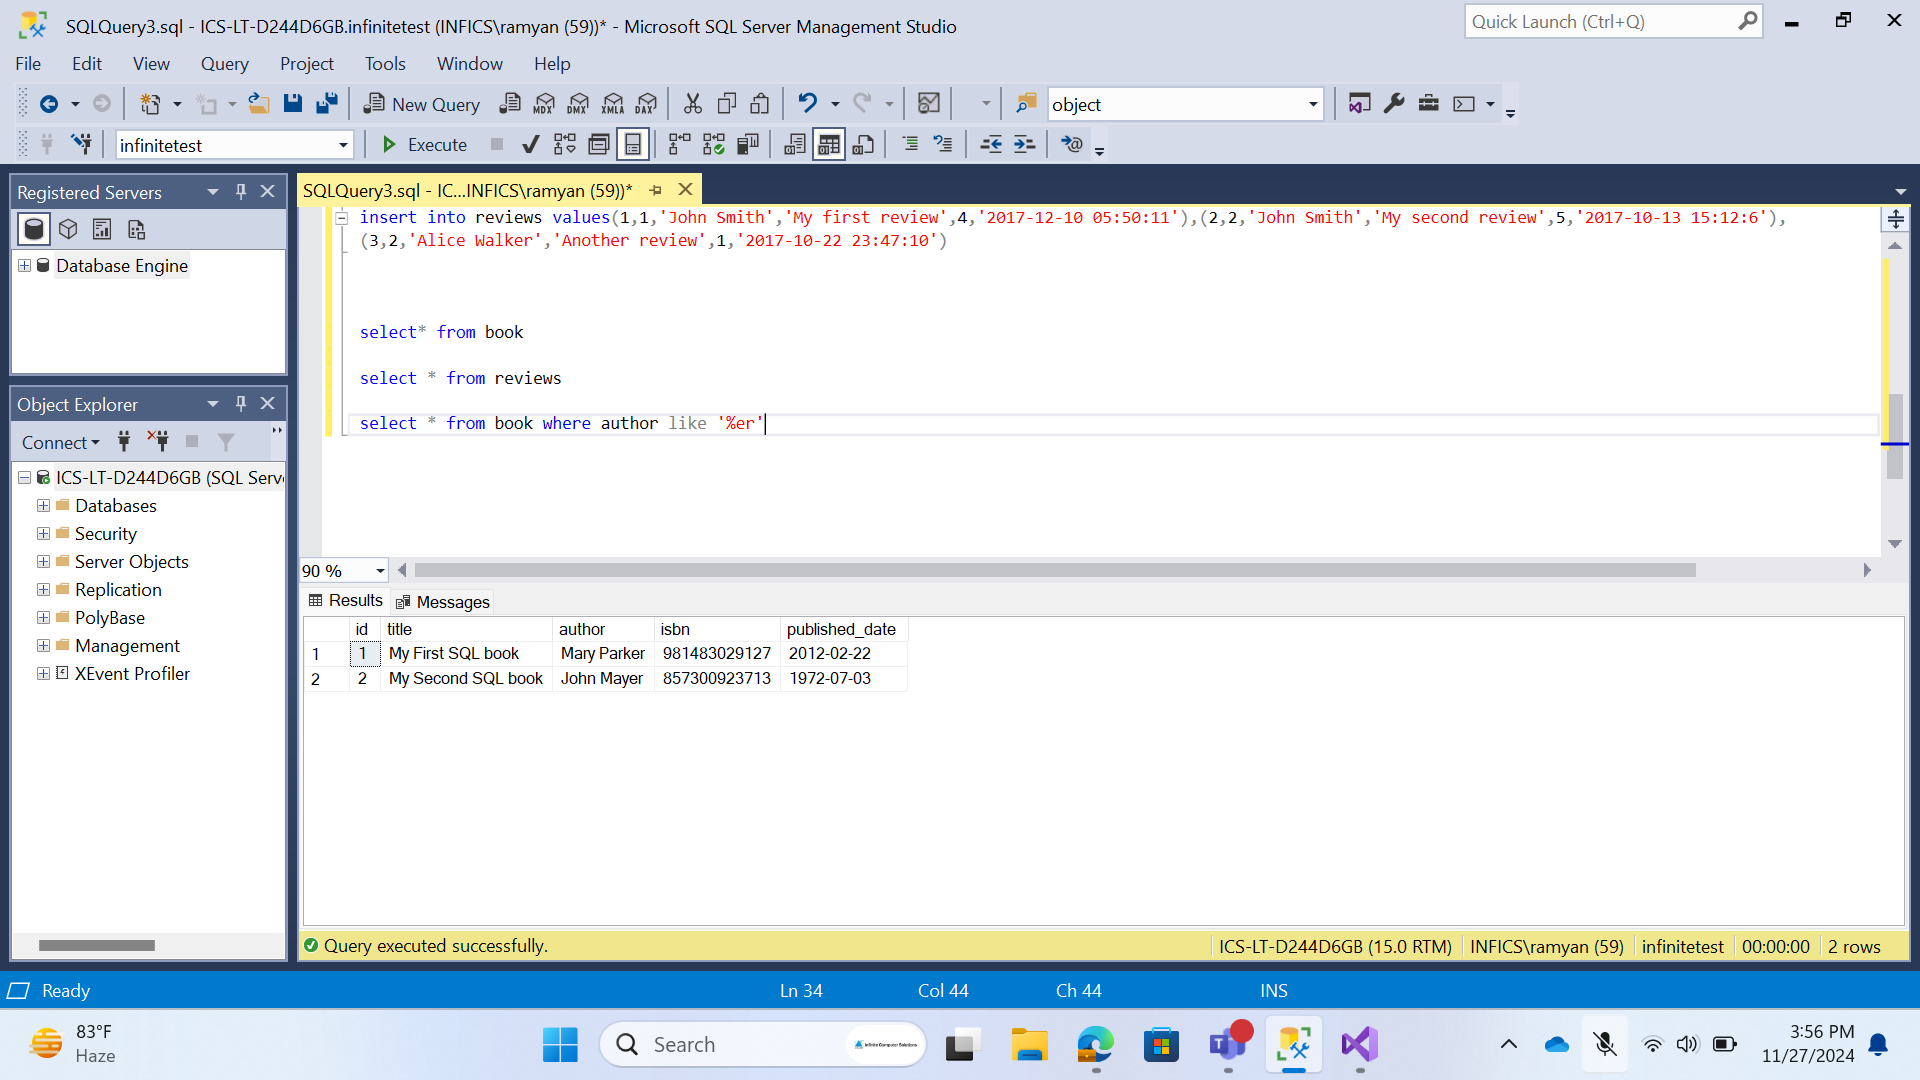 SQLQuery3.sql - ICS-LT-D244D6GB.infinitetest (INFICS\ramyan (59))* - Microsoft SQL Server Management Studio
Quick Launch (Ctrl+Q)
File Edit View Query Project Tools Window Help
New Query MDX DMX XMLA DAX object
infinitetest Execute
Registered Servers
Database Engine
Object Explorer
Connect
ICS-LT-D244D6GB (SQL Serv
Databases
Security
Server Objects
Replication
PolyBase
Management
XEvent Profiler
SQLQuery3.sql - IC...INFICS\ramyan (59))*
insert into reviews values(1,1,'John Smith','My first review',4,'2017-12-10 05:50:11'),(2,2,'John Smith','My second review',5,'2017-10-13 15:12:6'),
(3,2,'Alice Walker','Another review',1,'2017-10-22 23:47:10')
select* from book
select * from reviews
select * from book where author like '%er'
90 %
Results Messages
id title author isbn published_date
1 1 My First SQL book Mary Parker 981483029127 2012-02-22
2 2 My Second SQL book John Mayer 857300923713 1972-07-03
Query executed successfully. ICS-LT-D244D6GB (15.0 RTM) INFICS\ramyan (59) infinitetest 00:00:00 2 rows
Ready Ln 34 Col 44 Ch 44 INS
83°F
Haze
Search
Infinite Computer Solutions
3:56 PM
11/27/2024